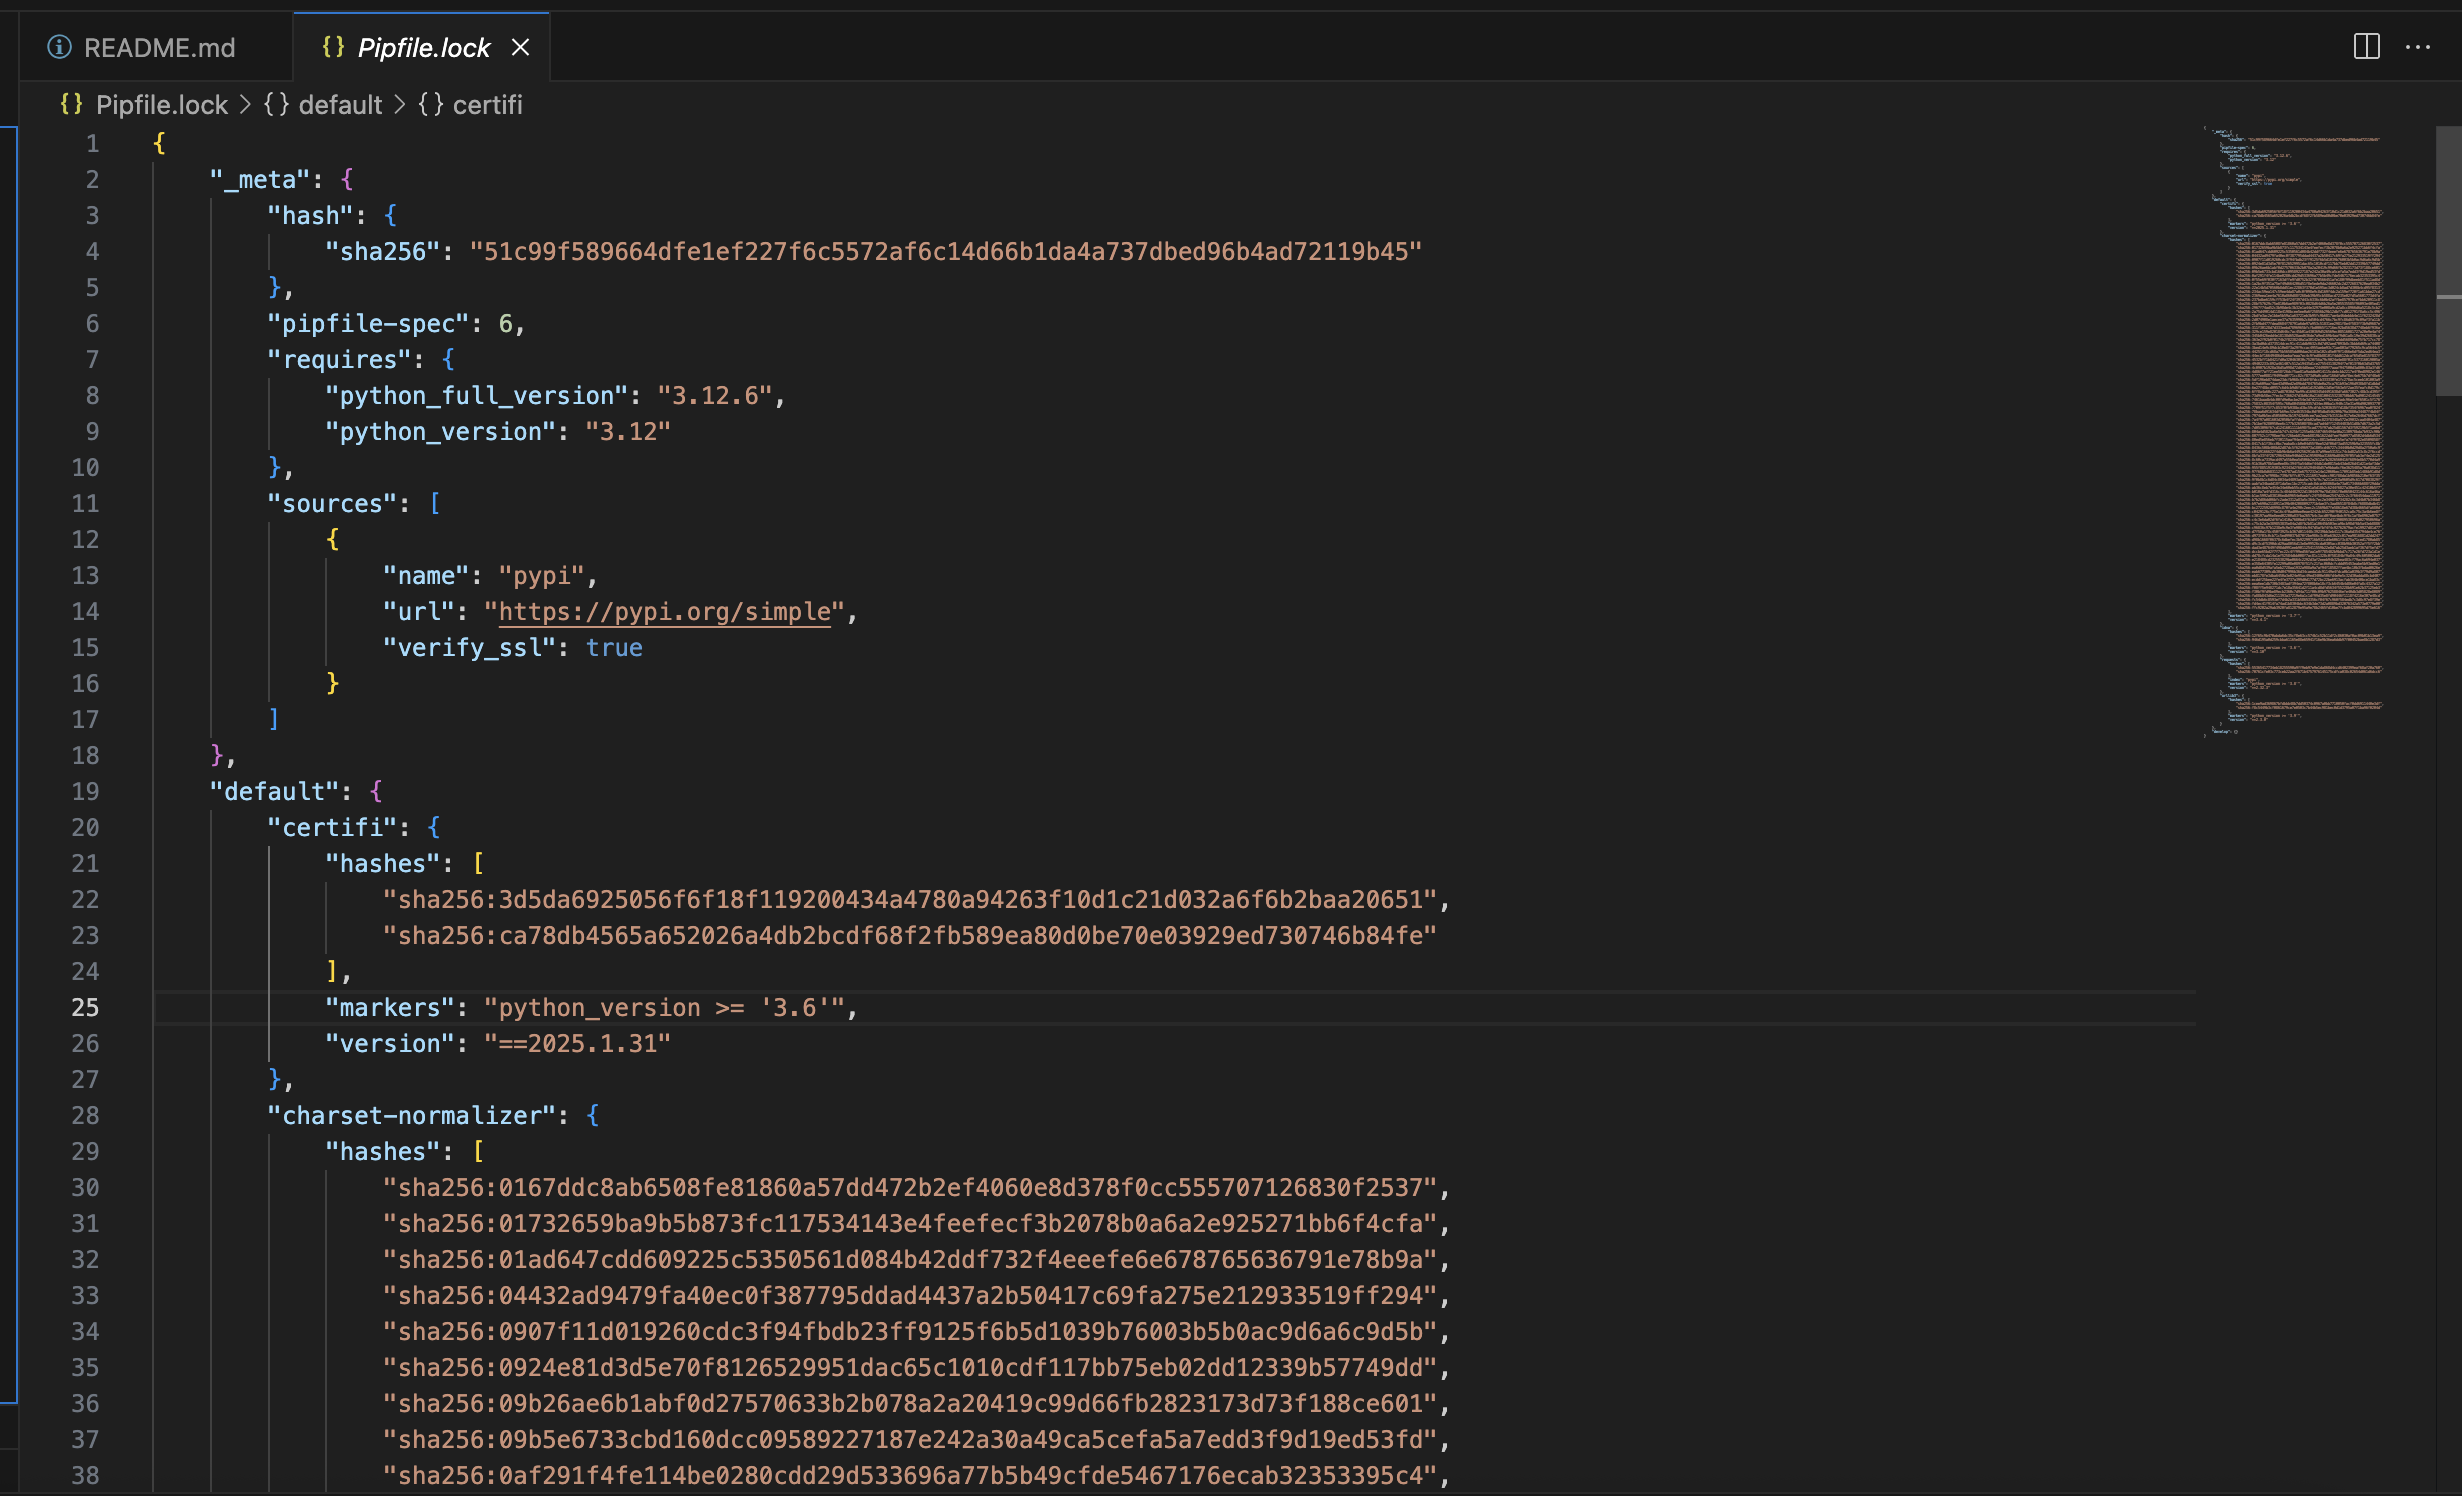 README.md
{} Pipfile.lock
{} Pipfile.lock > {} default > {} certifi
1 {
2 "_meta": {
3 "hash": {
4 "sha256": "51c99f589664dfe1ef227f6c5572af6c14d66b1da4a737dbed96b4ad72119b45"
5 },
6 "pipfile-spec": 6,
7 "requires": {
8 "python_full_version": "3.12.6",
9 "python_version": "3.12"
10 },
11 "sources": [
12 {
13 "name": "pypi",
14 "url": "https://pypi.org/simple",
15 "verify_ssl": true
16 }
17 ]
18 },
19 "default": {
20 "certifi": {
21 "hashes": [
22 "sha256:3d5da6925056f6f18f119200434a4780a94263f10d1c21d032a6f6b2baa20651",
23 "sha256:ca78db4565a652026a4db2bcdf68f2fb589ea80d0be70e03929ed730746b84fe"
24 ],
25 "markers": "python_version >= '3.6'",
26 "version": "==2025.1.31"
27 },
28 "charset-normalizer": {
29 "hashes": [
30 "sha256:0167ddc8ab6508fe81860a57dd472b2ef4060e8d378f0cc555707126830f2537",
31 "sha256:01732659ba9b5b873fc117534143e4feefecf3b2078b0a6a2e925271bb6f4cfa",
32 "sha256:01ad647cdd609225c5350561d084b42ddf732f4eeefe6e678765636791e78b9a",
33 "sha256:04432ad9479fa40ec0f387795ddad4437a2b50417c69fa275e212933519ff294",
34 "sha256:0907f11d019260cdc3f94fbdb23ff9125f6b5d1039b76003b5b0ac9d6a6c9d5b",
35 "sha256:0924e81d3d5e70f8126529951dac65c1010cdf117bb75eb02dd12339b57749dd",
36 "sha256:09b26ae6b1abf0d27570633b2b078a2a20419c99d66fb2823173d73f188ce601",
37 "sha256:09b5e6733cbd160dcc09589227187e242a30a49ca5cefa5a7edd3f9d19ed53fd",
38 "sha256:0af291f4fe114be0280cdd29d533696a77b5b49cfde5467176ecab32353395c4",